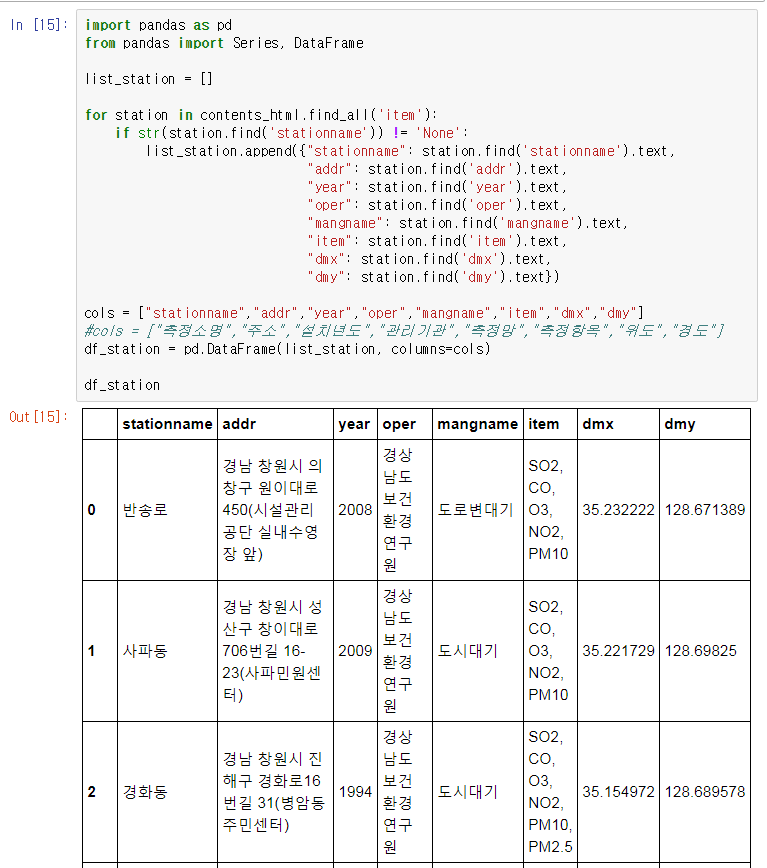 In [15]:
import pandas as pd
from pandas import Series, DataFrame
list_station = []
for station in contents_html.find_all('item'):
    if str(station.find('stationname')) != 'None':
        list_station.append({"stationname": station.find('stationname').text,
                             "addr": station.find('addr').text,
                             "year": station.find('year').text,
                             "oper": station.find('oper').text,
                             "mangname": station.find('mangname').text,
                             "item": station.find('item').text,
                             "dmx": station.find('dmx').text,
                             "dmy": station.find('dmy').text})
cols = ["stationname","addr","year","oper","mangname","item","dmx","dmy"]
#cols = ["측정소명","주소","설치년도","관리기관","측정망","측정항목","위도","경도"]
df_station = pd.DataFrame(list_station, columns=cols)
df_station
Out[15]:
stationname addr year oper mangname item dmx dmy
0
반송로
경남 창원시 의
창구 원이대로
450(시설관리
공단 실내수영
장 앞)
2008
경상
남도
보건
환경
연구
원
도로변대기
SO2,
CO,
O3,
NO2,
PM10
35.232222
128.671389
1
사파동
경남 창원시 성
산구 창이대로
706번길 16-
23(사파민원센
터)
2009
경상
남도
보건
환경
연구
원
도시대기
SO2,
CO,
O3,
NO2,
PM10
35.221729
128.69825
2
경화동
경남 창원시 진
해구 경화로16
번길 31(병암동
주민센터)
1994
경상
남도
보건
환경
연구
원
도시대기
SO2,
CO,
O3,
NO2,
PM10,
PM2.5
35.154972
128.689578